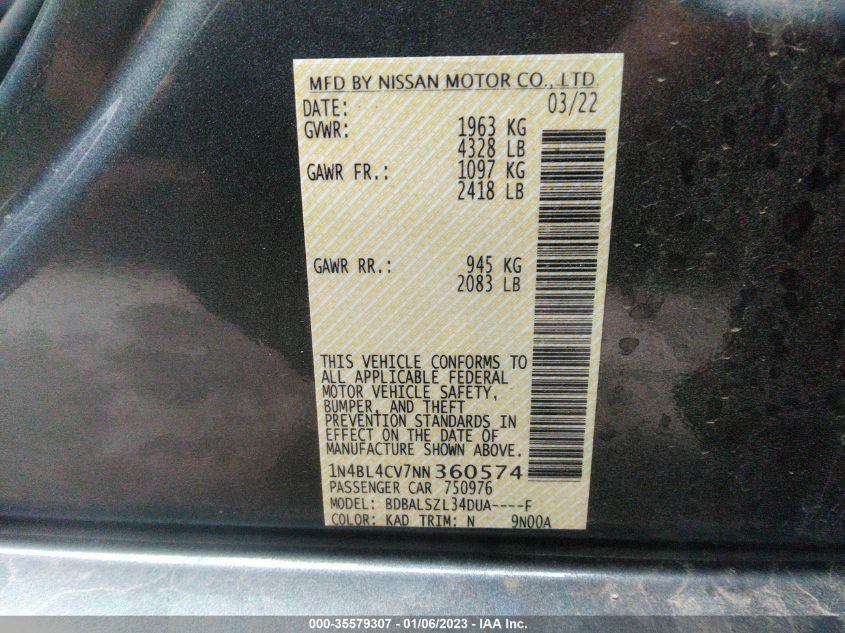 MFD BY NISSAN MOTOR CO., LTD.
DATE: 03/22
GVWR: 1963 KG
4328 LB
GAWR FR.: 1097 KG
2418 LB
GAWR RR.: 945 KG
2083 LB
THIS VEHICLE CONFORMS TO
ALL APPLICABLE FEDERAL
MOTOR VEHICLE SAFETY,
BUMPER, AND THEFT
PREVENTION STANDARDS IN
EFFECT ON THE DATE OF
MANUFACTURE SHOWN ABOVE.
1N4BL4CV7NN360574
PASSENGER CAR 750976
MODEL: BDBALSZL34DUA----F
COLOR: KAD TRIM: N 9N00A
000-35579307 - 01/06/2023 - IAA Inc.